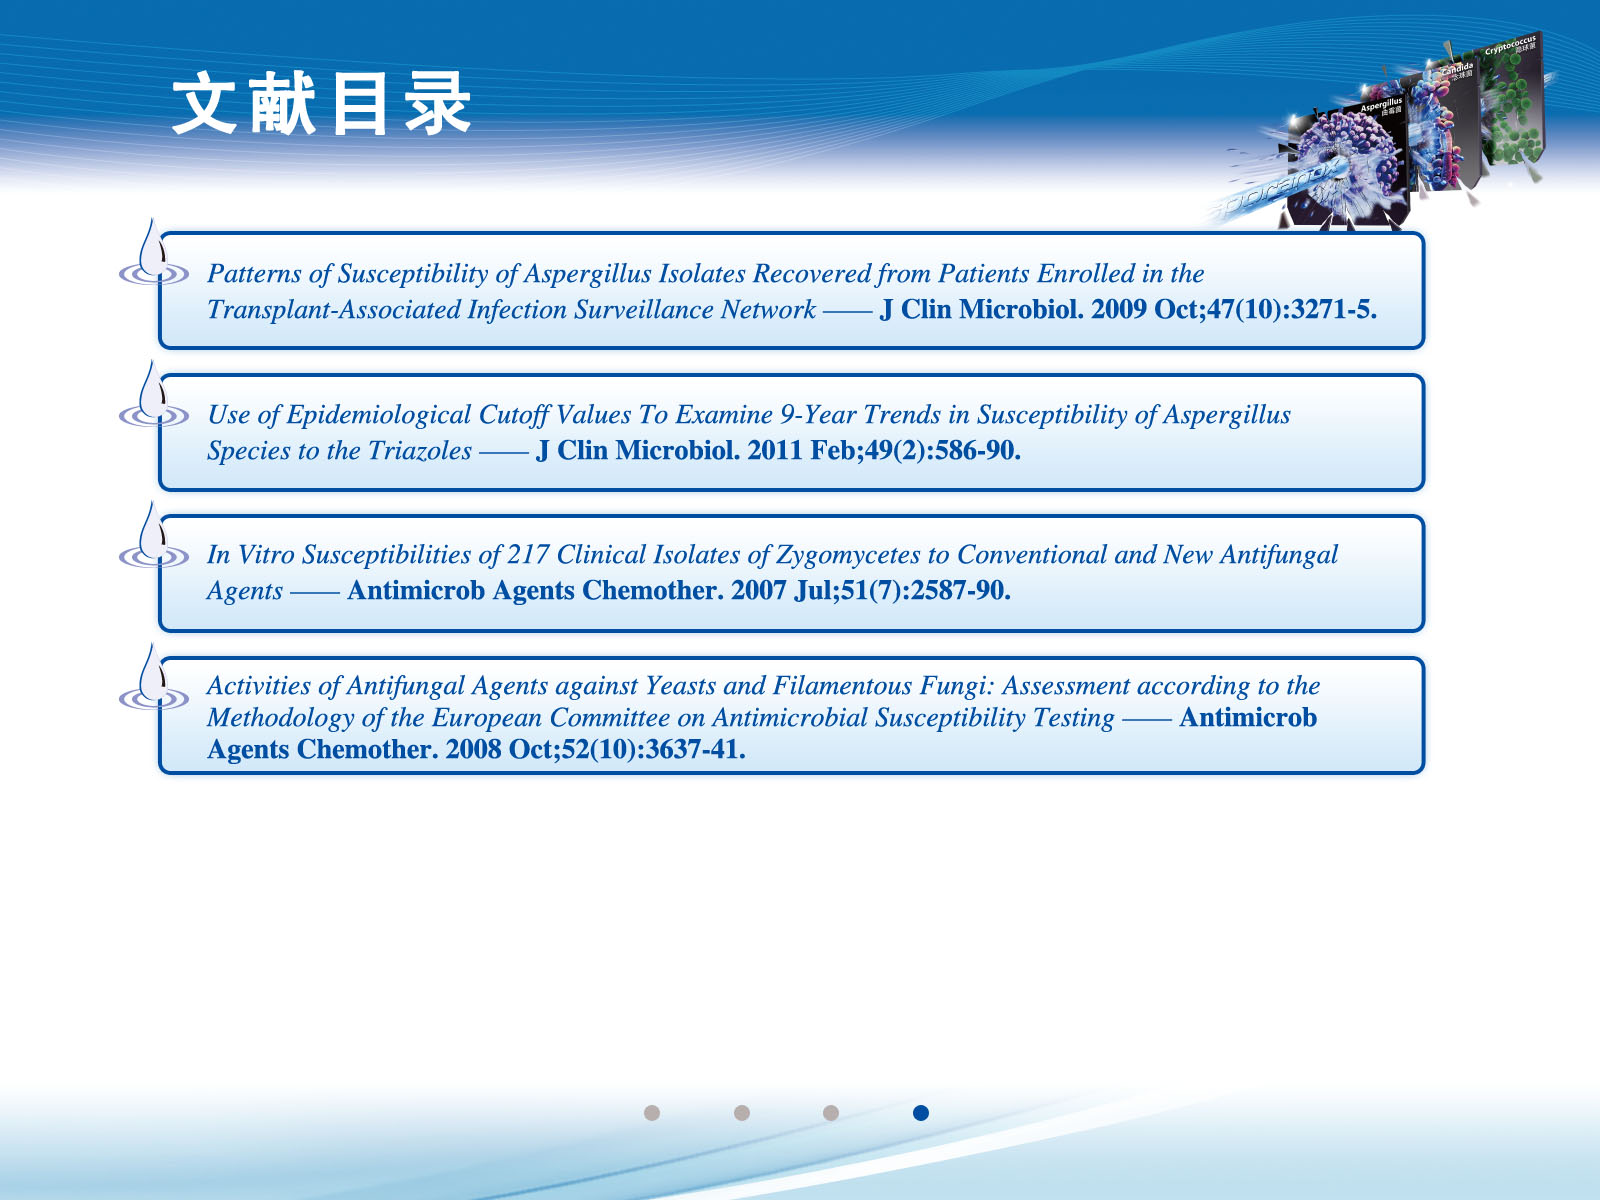 文献目录
Cryptococcus
隐球菌
Candida
念珠菌
Aspergillus
曲霉菌
sporanox
Patterns of Susceptibility of Aspergillus Isolates Recovered from Patients Enrolled in the
Transplant-Associated Infection Surveillance Network —— J Clin Microbiol. 2009 Oct;47(10):3271-5.
Use of Epidemiological Cutoff Values To Examine 9-Year Trends in Susceptibility of Aspergillus
Species to the Triazoles —— J Clin Microbiol. 2011 Feb;49(2):586-90.
In Vitro Susceptibilities of 217 Clinical Isolates of Zygomycetes to Conventional and New Antifungal
Agents —— Antimicrob Agents Chemother. 2007 Jul;51(7):2587-90.
Activities of Antifungal Agents against Yeasts and Filamentous Fungi: Assessment according to the
Methodology of the European Committee on Antimicrobial Susceptibility Testing —— Antimicrob
Agents Chemother. 2008 Oct;52(10):3637-41.